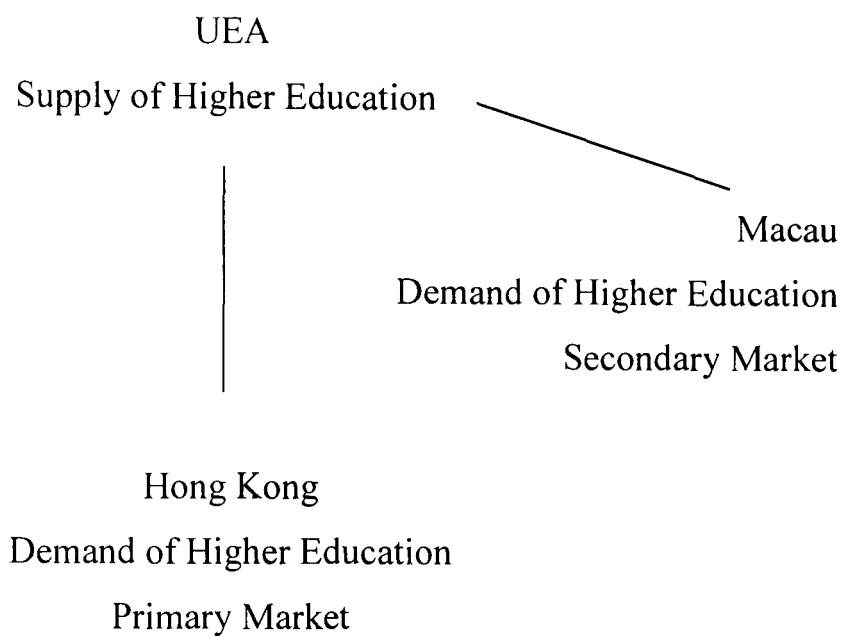 UEA
Supply of Higher Education
Macau
Demand of Higher Education
Secondary Market
Hong Kong
Demand of Higher Education
Primary Market